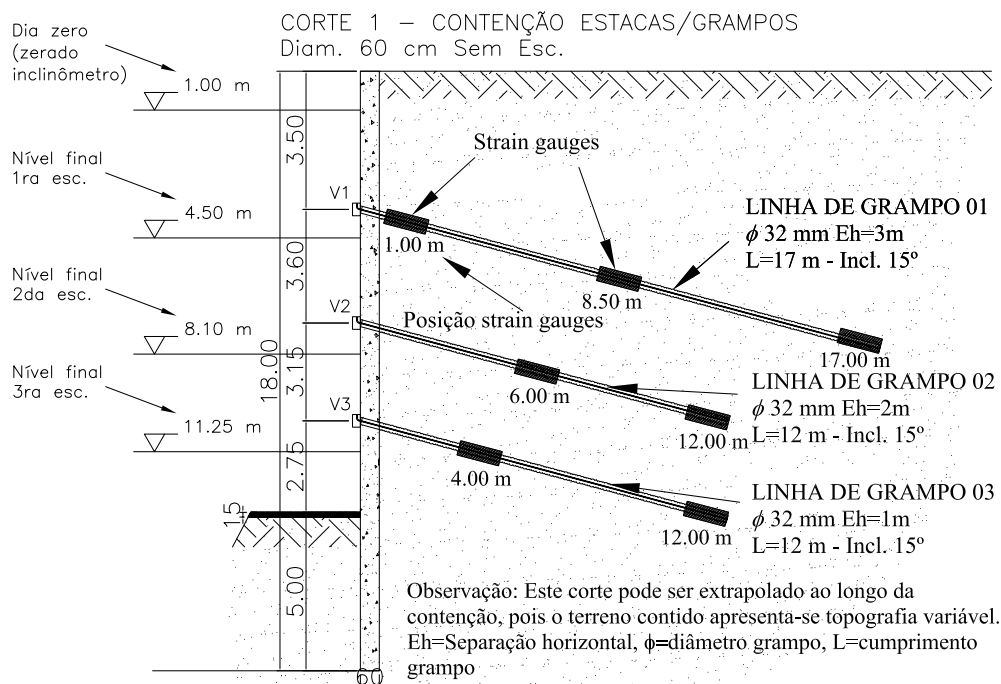 CORTE 1 – CONTENÇÃO ESTACAS/GRAMPOS
Diam. 60 cm Sem Esc.
Dia zero
(zerado
inclinômetro)
1.00 m
3.50
Nível final
1ra esc.
4.50 m
V1
Strain gauges
1.00 m
8.50 m
17.00 m
Posição strain gauges
LINHA DE GRAMPO 01
ϕ 32 mm Eh=3m
L=17 m - Incl. 15º
3.60
Nível final
2da esc.
8.10 m
V2
6.00 m
12.00 m
LINHA DE GRAMPO 02
ϕ 32 mm Eh=2m
L=12 m - Incl. 15º
18.00
3.15
Nível final
3ra esc.
11.25 m
V3
4.00 m
12.00 m
LINHA DE GRAMPO 03
ϕ 32 mm Eh=1m
L=12 m - Incl. 15º
2.75
15
5.00
60
Observação: Este corte pode ser extrapolado ao longo da
contenção, pois o terreno contido apresenta-se topografia variável.
Eh=Separação horizontal, ϕ=diâmetro grampo, L=cumprimento
grampo